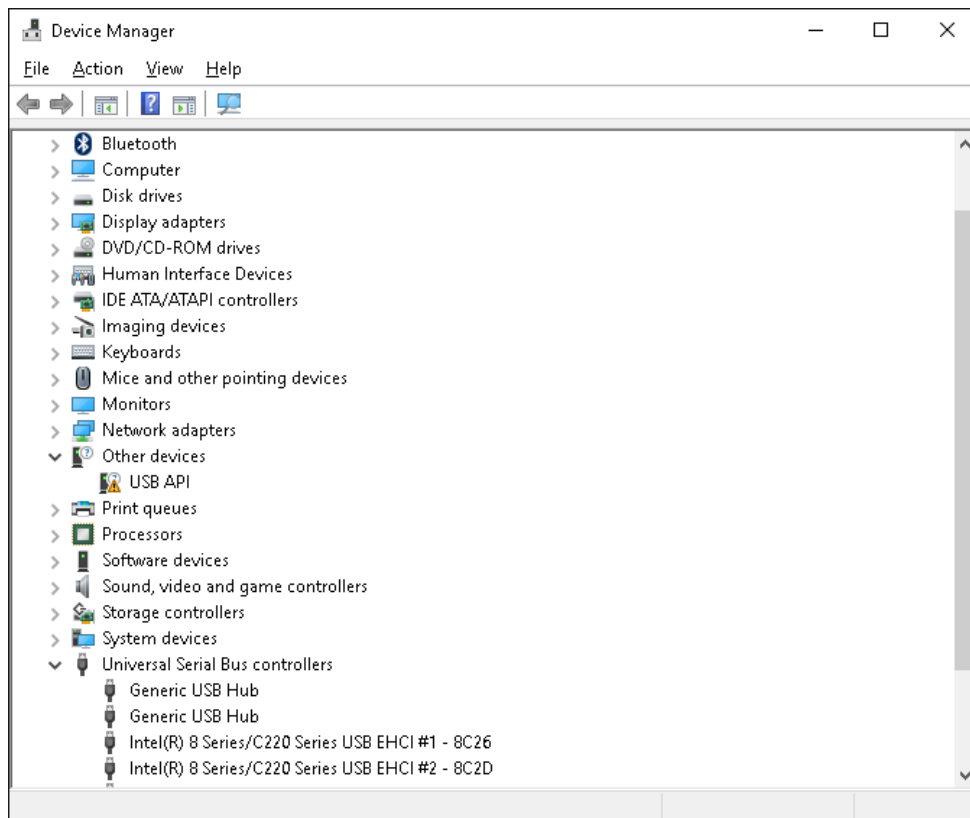 Device Manager
File Action View Help
Bluetooth
Computer
Disk drives
Display adapters
DVD/CD-ROM drives
Human Interface Devices
IDE ATA/ATAPI controllers
Imaging devices
Keyboards
Mice and other pointing devices
Monitors
Network adapters
Other devices
USB API
Print queues
Processors
Software devices
Sound, video and game controllers
Storage controllers
System devices
Universal Serial Bus controllers
Generic USB Hub
Generic USB Hub
Intel(R) 8 Series/C220 Series USB EHCI #1 - 8C26
Intel(R) 8 Series/C220 Series USB EHCI #2 - 8C2D